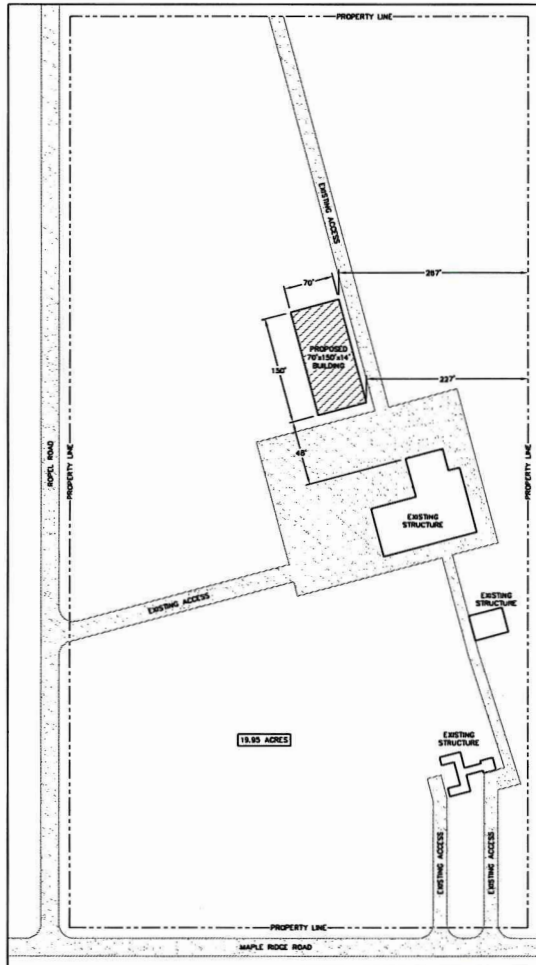 PROPERTY LINE
EXISTING ACCESS
267'
70'
PROPOSED
70'x150'x14'
BUILDING
150'
227'
ROPEL ROAD
PROPERTY LINE
PROPERTY LINE
EXISTING
STRUCTURE
EXISTING ACCESS
EXISTING
STRUCTURE
19.95 ACRES
EXISTING
STRUCTURE
EXISTING ACCESS
EXISTING ACCESS
PROPERTY LINE
MAPLE RIDGE ROAD